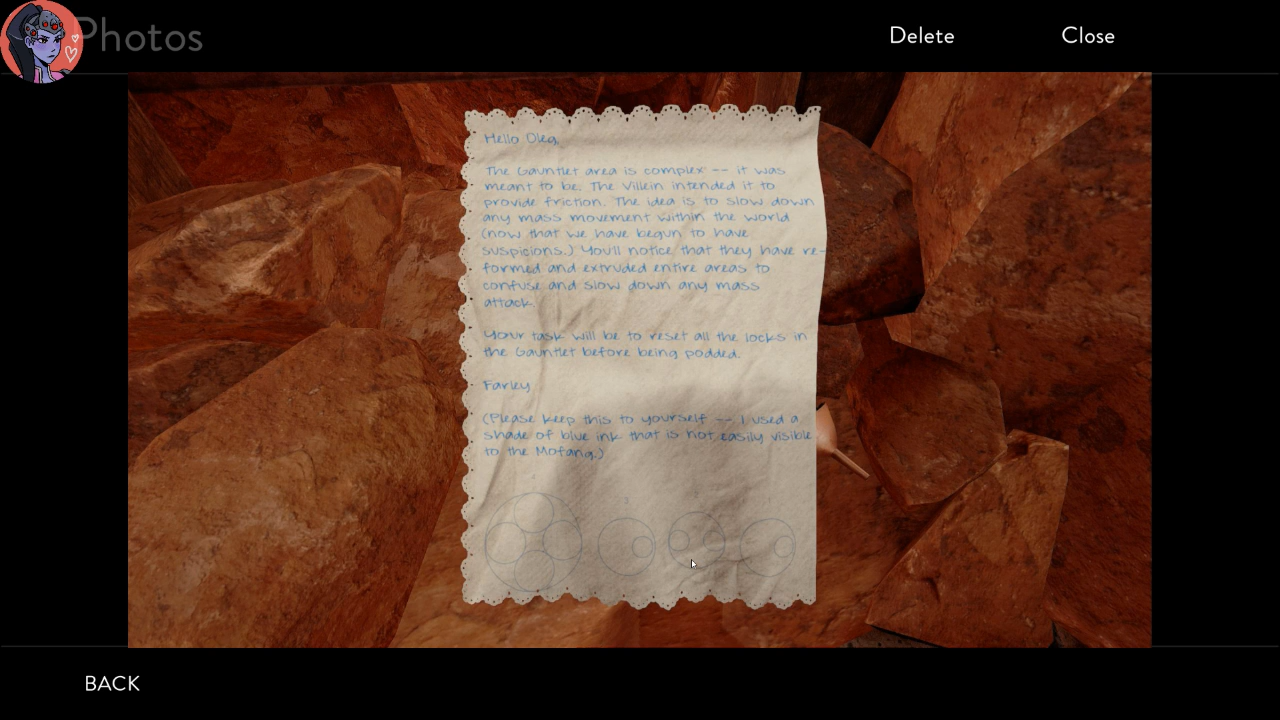 Photos
Delete
Close
Hello Oleg,
The Gauntlet area is complex -- it was
meant to be. The Villein intended it to
provide friction. The idea is to slow down
any mass movement within the world
(now that we have begun to have
suspicions.) You'll notice that they have re-
formed and extruded entire areas to
confuse and slow down any mass
attack.
Your task will be to reset all the locks in
the Gauntlet before being podded.
Farley
(Please keep this to yourself -- I used a
shade of blue ink that is not easily visible
to the Mofang.)
BACK